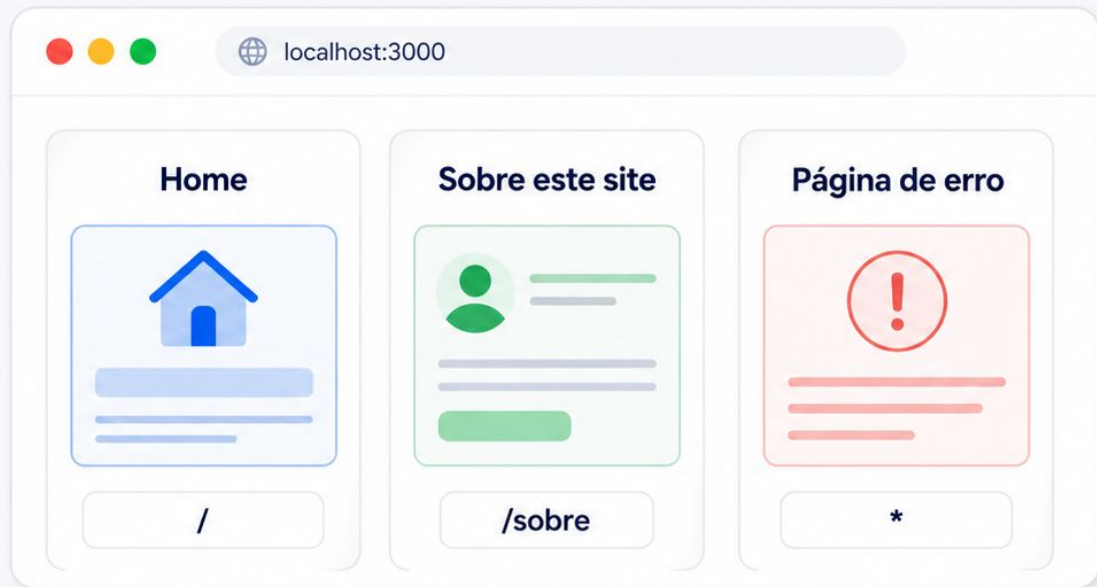 localhost:3000
Home
Sobre este site
Página de erro
/
/sobre
*